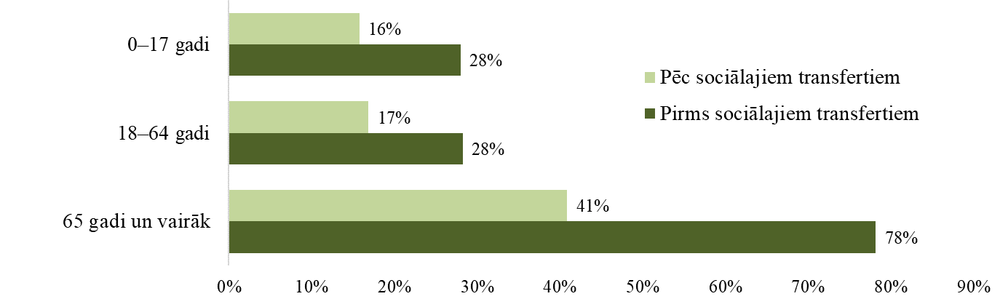 0–17 gadi
16%
28%
18–64 gadi
17%
28%
65 gadi un vairāk
41%
78%
Pēc sociālajiem transfertiem
Pirms sociālajiem transfertiem
0% 10% 20% 30% 40% 50% 60% 70% 80% 90%